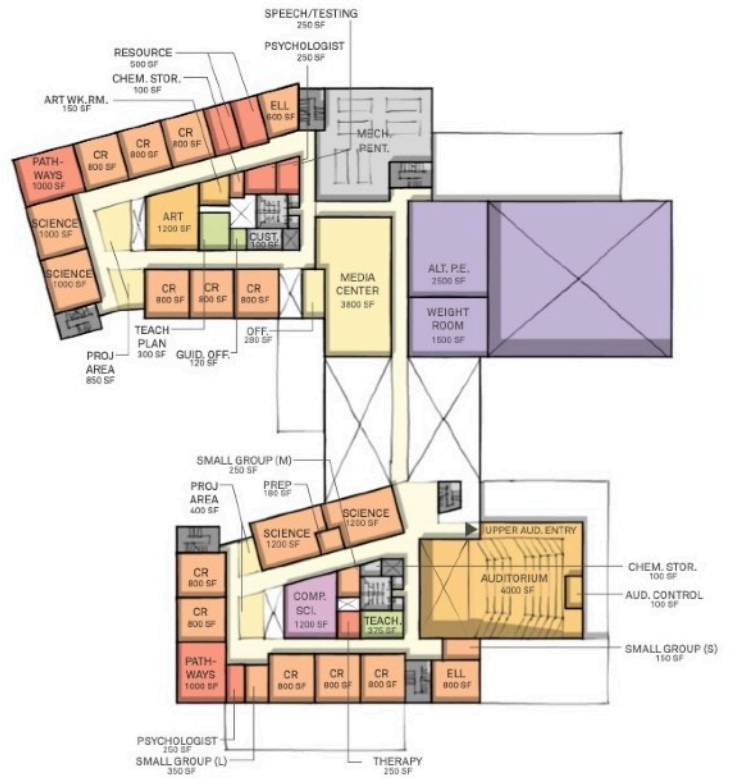 SPEECH/TESTING
250 SF
PSYCHOLOGIST
250 SF
RESOURCE
500 SF
CHEM. STOR.
100 SF
ART WK.RM.
150 SF
ELL
600 SF
CR
800 SF
CR
800 SF
CR
800 SF
PATH-
WAYS
1000 SF
MECH.
PENT.
SCIENCE
1000 SF
SCIENCE
1000 SF
ART
1200 SF
CUST.
100 SF
MEDIA
CENTER
3800 SF
ALT. P.E.
2500 SF
WEIGHT
ROOM
1500 SF
CR
800 SF
CR
800 SF
CR
800 SF
TEACH
PLAN
300 SF
GUID. OFF.
120 SF
OFF.
280 SF
PROJ
AREA
850 SF
SMALL GROUP (M)
250 SF
PREP
180 SF
PROJ
AREA
400 SF
SCIENCE
1200 SF
SCIENCE
1200 SF
UPPER AUD. ENTRY
CR
800 SF
CR
800 SF
COMP.
SCI.
1200 SF
TEACH.
375 SF
AUDITORIUM
4000 SF
CHEM. STOR.
100 SF
AUD. CONTROL
100 SF
SMALL GROUP (S)
150 SF
PATH-
WAYS
1000 SF
CR
800 SF
CR
800 SF
CR
800 SF
ELL
800 SF
PSYCHOLOGIST
250 SF
SMALL GROUP (L)
350 SF
THERAPY
250 SF